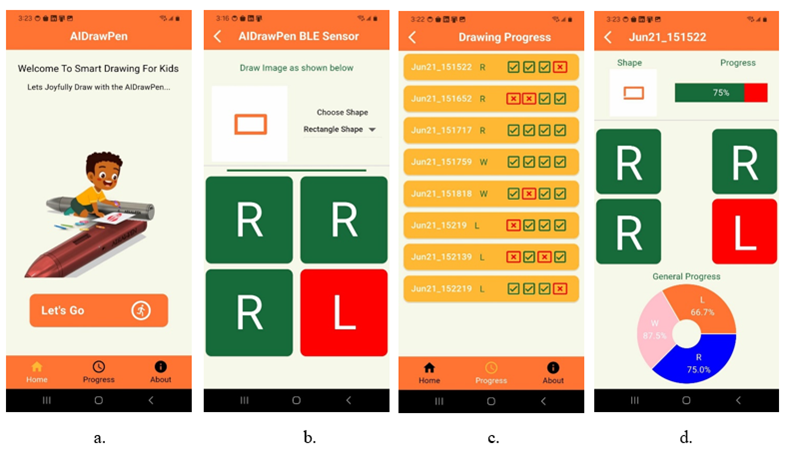 3:23
AIDrawPen
Welcome To Smart Drawing For Kids
Lets Joyfully Draw with the AIDrawPen...
Let's Go
Home Progress About
a.
3:16
AIDrawPen BLE Sensor
Draw Image as shown below
Choose Shape
Rectangle Shape
R R
R L
b.
3:22
Drawing Progress
Jun21_151522 R
Jun21_151652 R
Jun21_151717 R
Jun21_151759 W
Jun21_151818 W
Jun21_15219 L
Jun21_152139 L
Jun21_152219 L
Home Progress About
c.
3:23
Jun21_151522
Shape Progress
75%
R R
R L
General Progress
L
66.7%
W
87.5%
R
75.0%
d.